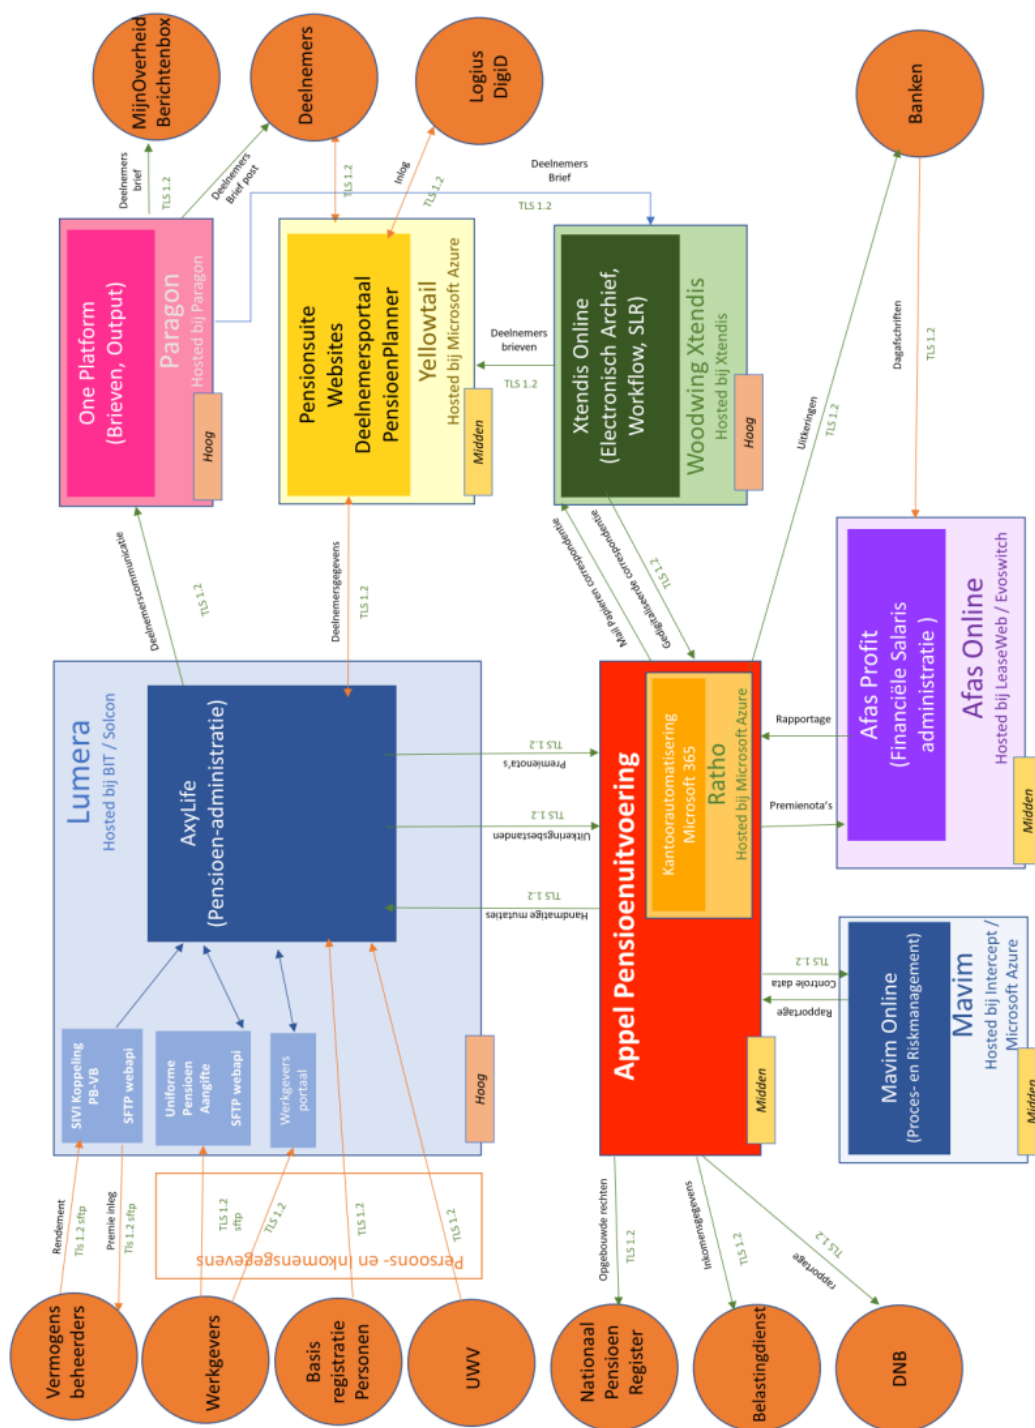 Vermogens
beheerders
Werkgevers
Basis
registratie
Personen
UWV
Nationaal
Pensioen
Register
Belastingdienst
DNB
Rendement
Tls 1.2 sftp
Premie inleg
Tls 1.2 sftp
Persoons- en Inkomensgegevens
TLS 1.2
sftp
TLS 1.2
TLS 1.2
TLS 1.2
Opgebouwde rechten
TLS 1.2
Inkomensgegevens
TLS 1.2
rapportage
TLS 1.2
Lumera
Hosted bij BIT / Solcon
SIVI Koppeling
PB-VB
SFTP webapi
Uniforme
Pensioen
Aangifte
SFTP webapi
Werkgevers
portaal
Hoog
AxyLife
(Pensioen-administratie)
Handmatige mutaties
TLS 1.2
Uitkeringsbestanden
TLS 1.2
Premienota's
TLS 1.2
Appel Pensioenuitvoering
Midden
Kantoorautomatisering
Microsoft 365
Ratho
Hosted bij Microsoft Azure
Rapportage
Controle data
TLS 1.2
Premienota's
Rapportage
Mavim Online
(Proces- en Riskmanagement)
Mavim
Hosted bij Intercept /
Microsoft Azure
Midden
Afas Profit
(Financiële Salaris
administratie )
Afas Online
Hosted bij LeaseWeb / Evoswitch
Midden
Deelnemerscommunicatie
TLS 1.2
Deelnemersgegevens
TLS 1.2
Mail Papieren correspondentie
Gedigitaliseerde correspondentie
TLS 1.2
Uitkeringen
TLS 1.2
Dagafschriften
TLS 1.2
One Platform
(Brieven, Output)
Paragon
Hosted bij Paragon
Hoog
Pensionsuite
Websites
Deelnemersportaal
PensioenPlanner
Yellowtail
Hosted bij Microsoft Azure
Midden
Deelnemers
brieven
TLS 1.2
Xtendis Online
(Electronisch Archief,
Workflow, SLR)
Woodwing Xtendis
Hosted bij Xtendis
Hoog
Deelnemers
brief
TLS 1.2
Deelnemers
Brief post
TLS 1.2
Inlog
TLS 1.2
Deelnemers
Brief
TLS 1.2
MijnOverheid
Berichtenbox
Deelnemers
Logius
DigiD
Banken